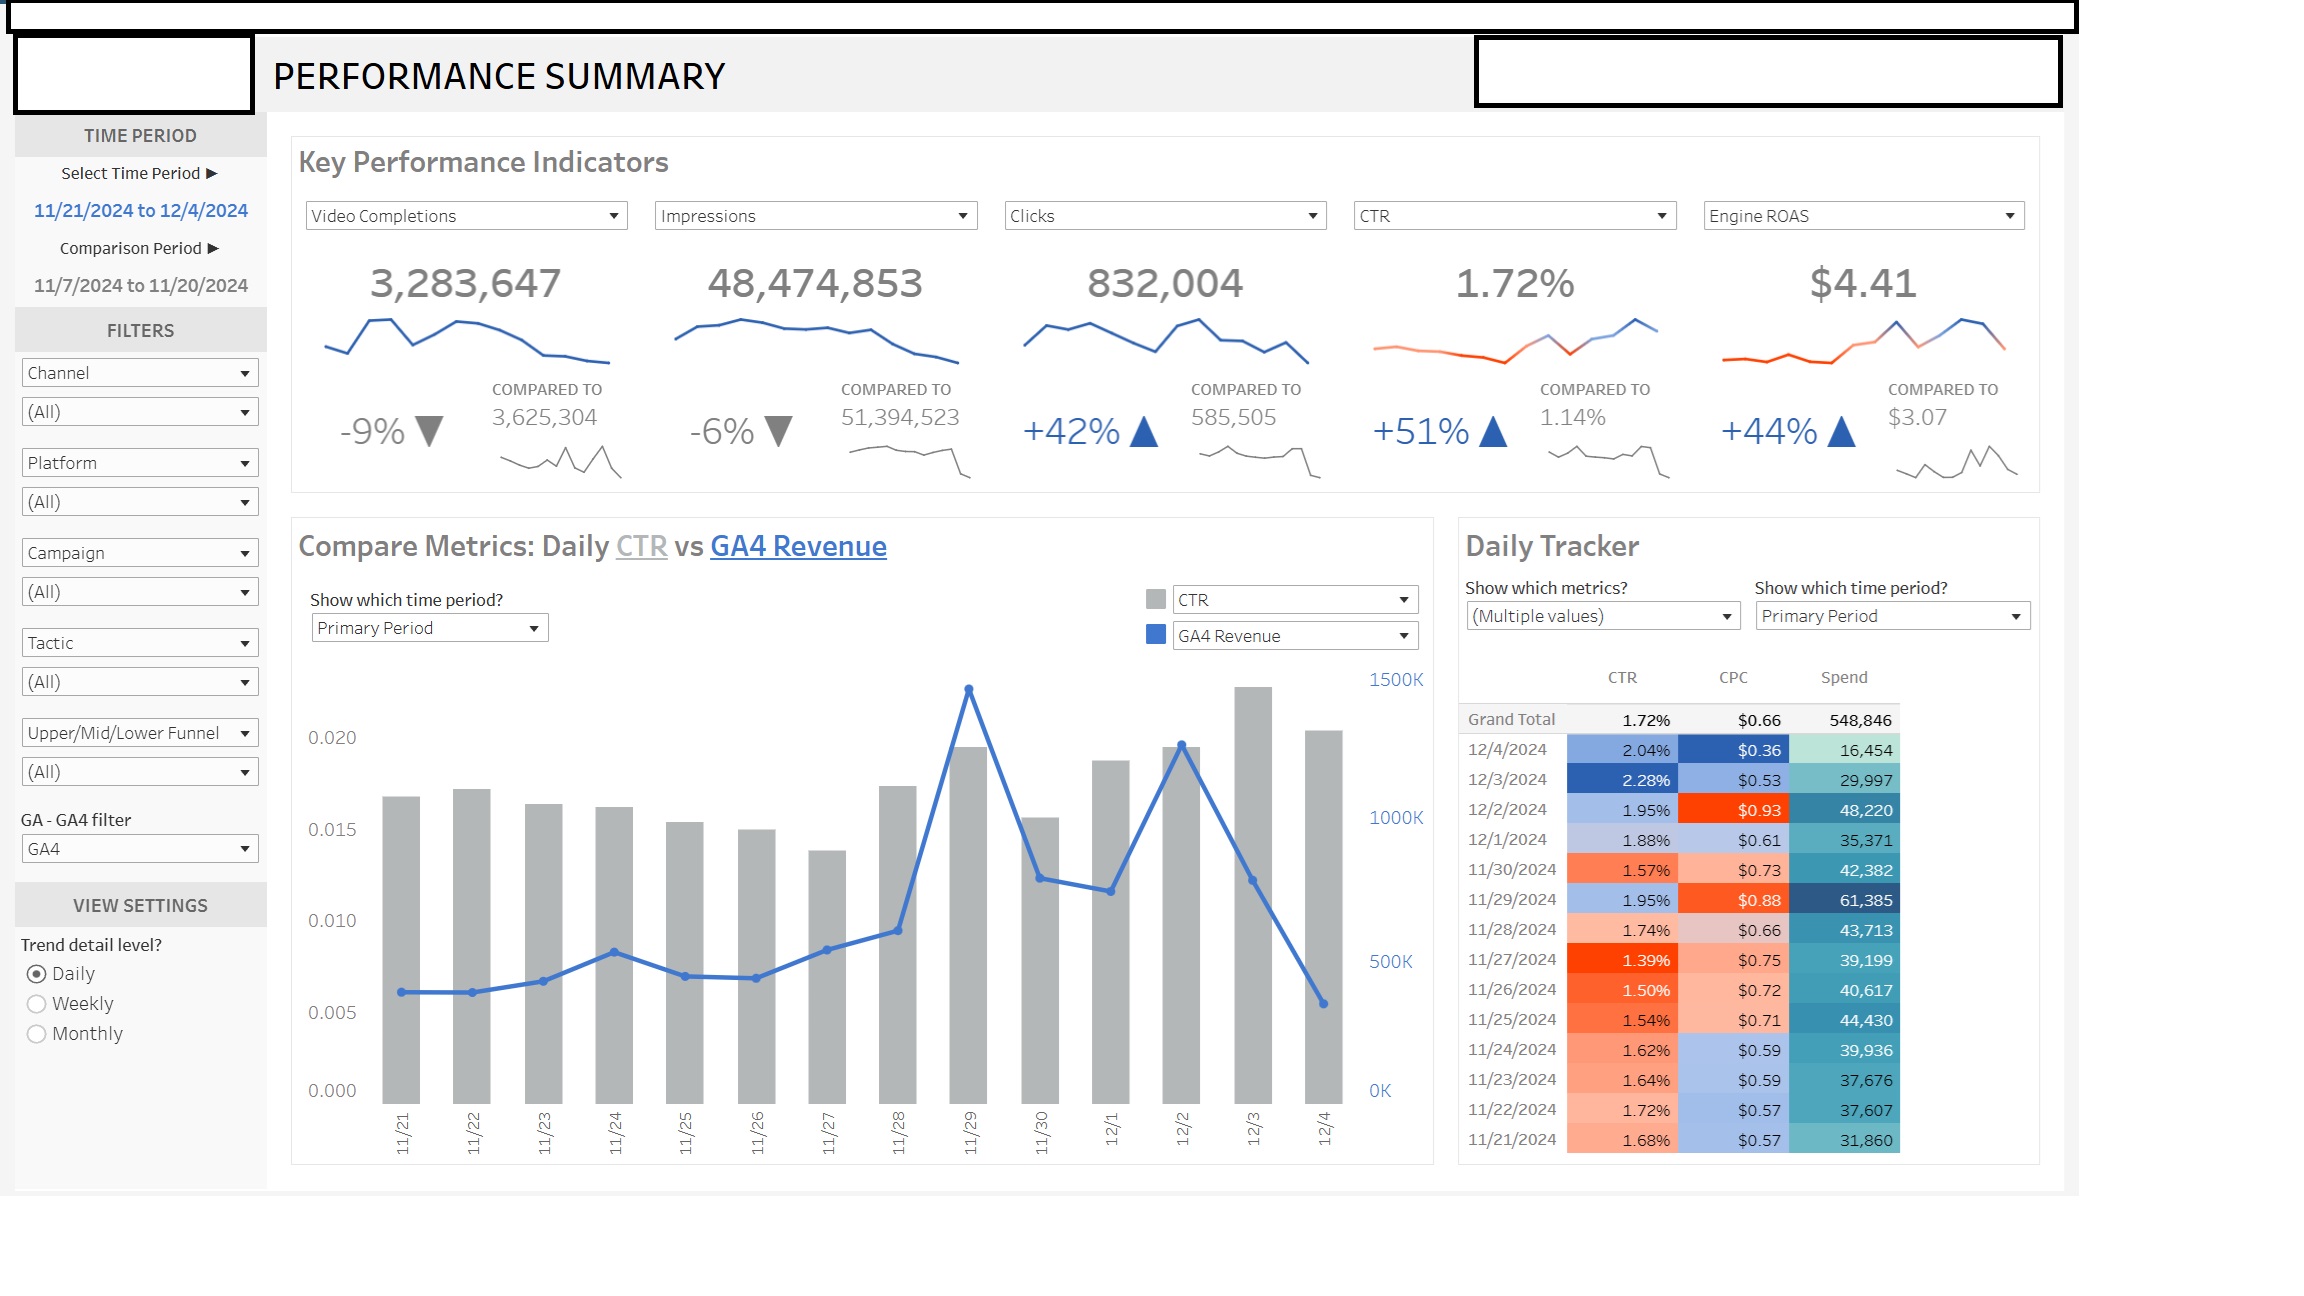 PERFORMANCE SUMMARY
TIME PERIOD
Select Time Period ▶
11/21/2024 to 12/4/2024
Comparison Period ▶
11/7/2024 to 11/20/2024
FILTERS
Channel
(All)
Platform
(All)
Campaign
(All)
Tactic
(All)
Upper/Mid/Lower Funnel
(All)
GA - GA4 filter
GA4
VIEW SETTINGS
Trend detail level?
Daily
Weekly
Monthly
Key Performance Indicators
Video Completions
3,283,647
-9% ▼
COMPARED TO
3,625,304
Impressions
48,474,853
-6% ▼
COMPARED TO
51,394,523
Clicks
832,004
+42% ▲
COMPARED TO
585,505
CTR
1.72%
+51% ▲
COMPARED TO
1.14%
Engine ROAS
$4.41
+44% ▲
COMPARED TO
$3.07
Compare Metrics: Daily CTR vs GA4 Revenue
Show which time period?
Primary Period
CTR
GA4 Revenue
0.020
0.015
0.010
0.005
0.000
1500K
1000K
500K
0K
11/21
11/22
11/23
11/24
11/25
11/26
11/27
11/28
11/29
11/30
12/1
12/2
12/3
12/4
Daily Tracker
Show which metrics? Show which time period?
(Multiple values) Primary Period
CTR CPC Spend
Grand Total 1.72% $0.66 548,846
12/4/2024 2.04% $0.36 16,454
12/3/2024 2.28% $0.53 29,997
12/2/2024 1.95% $0.93 48,220
12/1/2024 1.88% $0.61 35,371
11/30/2024 1.57% $0.73 42,382
11/29/2024 1.95% $0.88 61,385
11/28/2024 1.74% $0.66 43,713
11/27/2024 1.39% $0.75 39,199
11/26/2024 1.50% $0.72 40,617
11/25/2024 1.54% $0.71 44,430
11/24/2024 1.62% $0.59 39,936
11/23/2024 1.64% $0.59 37,676
11/22/2024 1.72% $0.57 37,607
11/21/2024 1.68% $0.57 31,860